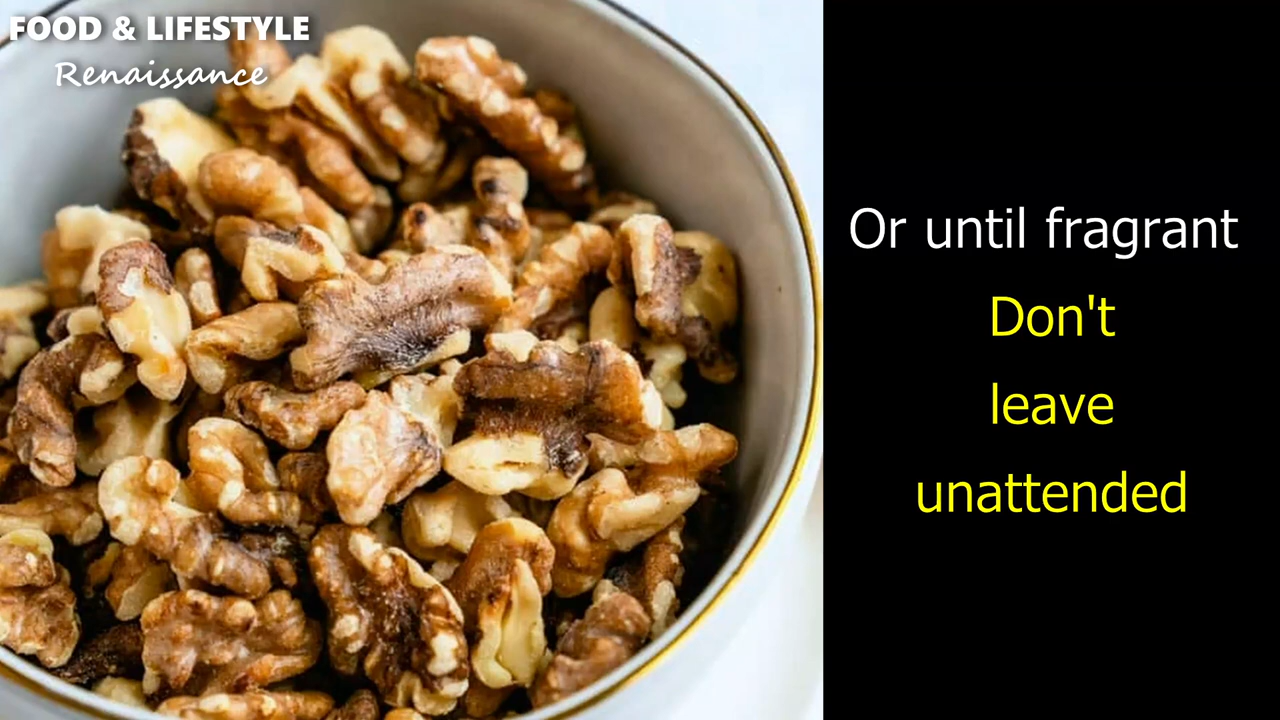 FOOD & LIFESTYLE
Renaissance
Or until fragrant
Don't
leave
unattended